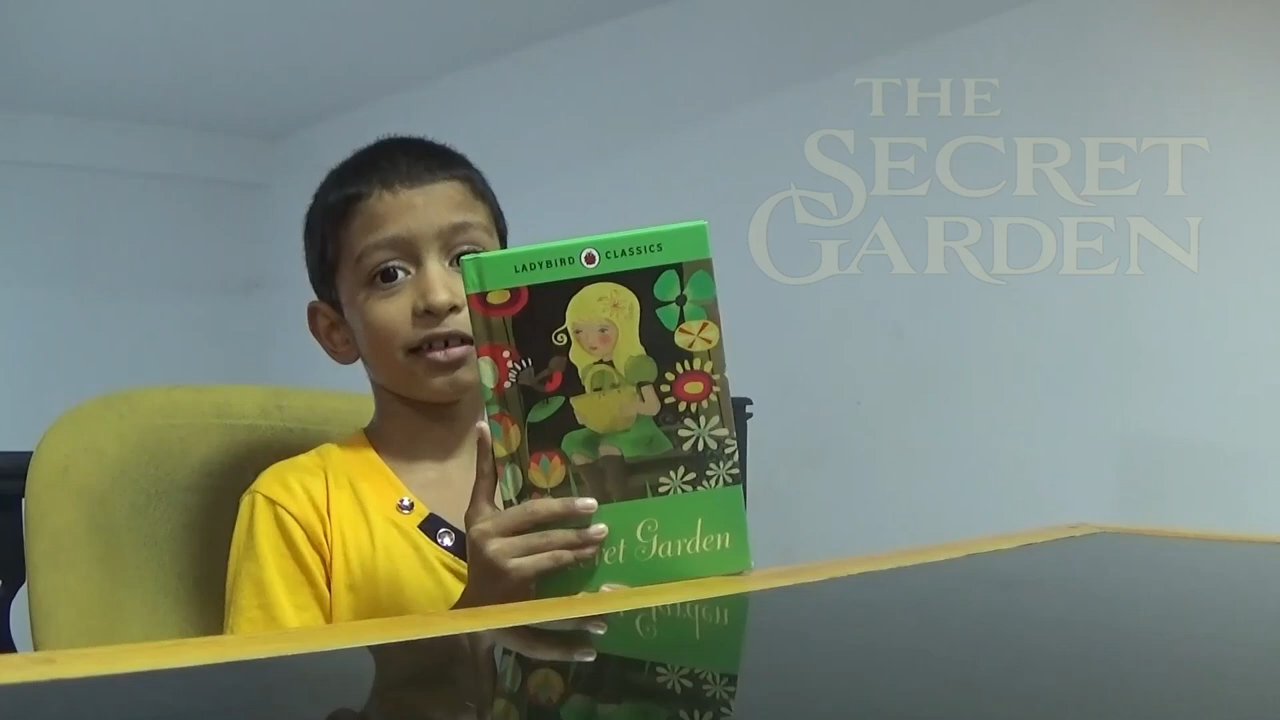 THE
SECRET
GARDEN
LADYBIRD CLASSICS
ret Garden